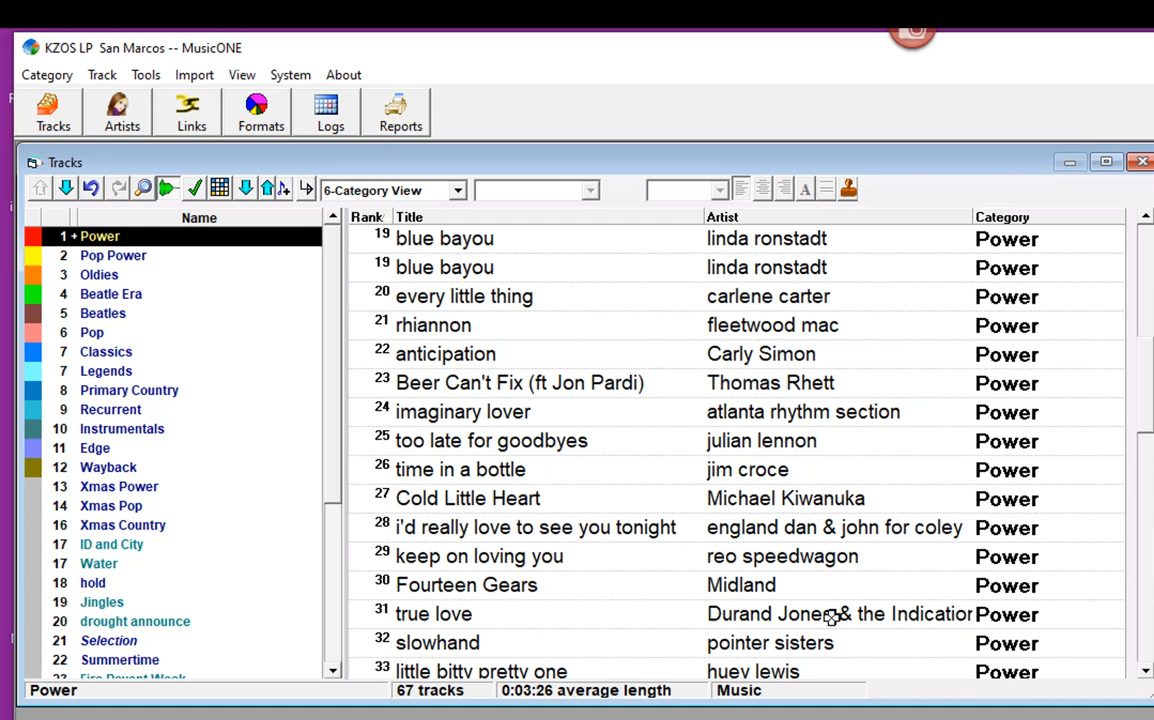 KZOS LP San Marcos -- MusicONE
Category Track Tools Import View System About
Tracks Artists Links Formats Logs Reports
Tracks
6-Category View A
Name
1 + Power
2 Pop Power
3 Oldies
4 Beatle Era
5 Beatles
6 Pop
7 Classics
7 Legends
8 Primary Country
9 Recurrent
10 Instrumentals
11 Edge
12 Wayback
13 Xmas Power
14 Xmas Pop
16 Xmas Country
17 ID and City
17 Water
18 hold
19 Jingles
20 drought announce
21 Selection
22 Summertime
Rank Title Artist Category
19 blue bayou linda ronstadt Power
19 blue bayou linda ronstadt Power
20 every little thing carlene carter Power
21 rhiannon fleetwood mac Power
22 anticipation Carly Simon Power
23 Beer Can't Fix (ft Jon Pardi) Thomas Rhett Power
24 imaginary lover atlanta rhythm section Power
25 too late for goodbyes julian lennon Power
26 time in a bottle jim croce Power
27 Cold Little Heart Michael Kiwanuka Power
28 i'd really love to see you tonight england dan & john for coley Power
29 keep on loving you reo speedwagon Power
30 Fourteen Gears Midland Power
31 true love Durand Jones & the Indication Power
32 slowhand pointer sisters Power
33 little bitty pretty one huey lewis Power
Power 67 tracks 0:03:26 average length Music